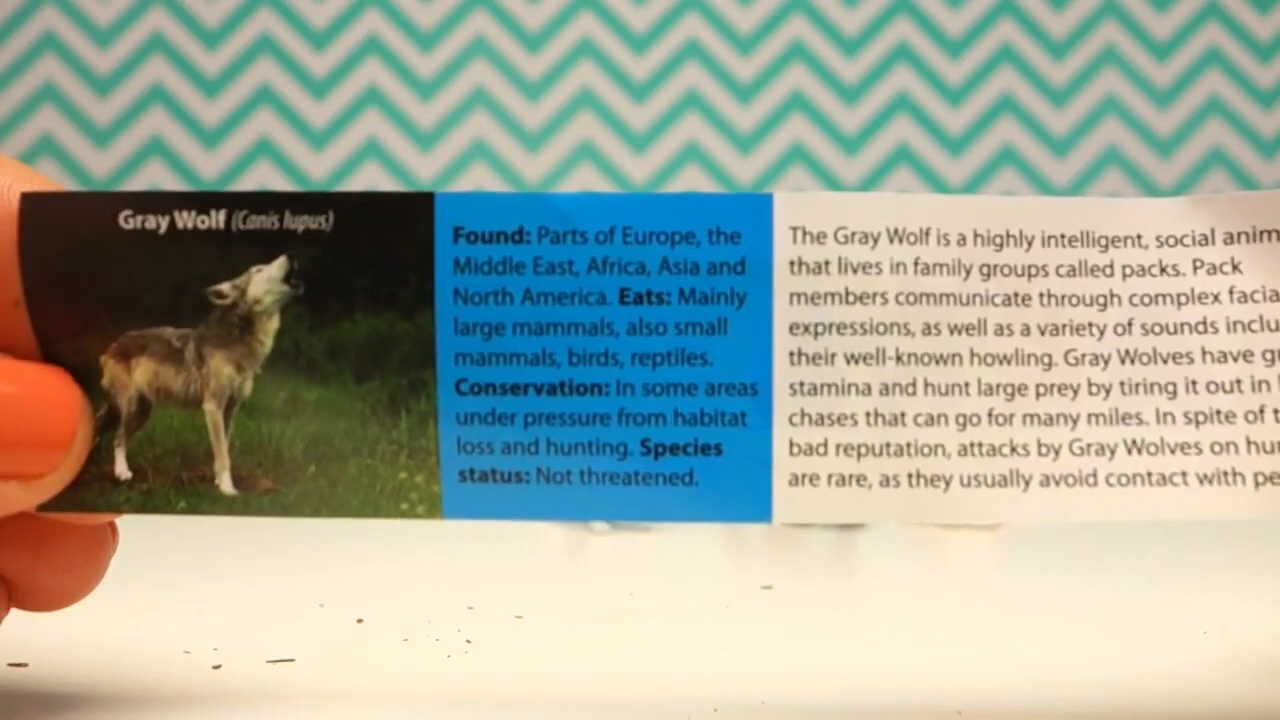 Gray Wolf (Canis lupus)
Found: Parts of Europe, the
Middle East, Africa, Asia and
North America. Eats: Mainly
large mammals, also small
mammals, birds, reptiles.
Conservation: In some areas
under pressure from habitat
loss and hunting. Species
status: Not threatened.
The Gray Wolf is a highly intelligent, social anim
that lives in family groups called packs. Pack
members communicate through complex facia
expressions, as well as a variety of sounds inclu
their well-known howling. Gray Wolves have g
stamina and hunt large prey by tiring it out in
chases that can go for many miles. In spite of t
bad reputation, attacks by Gray Wolves on hu
are rare, as they usually avoid contact with pe